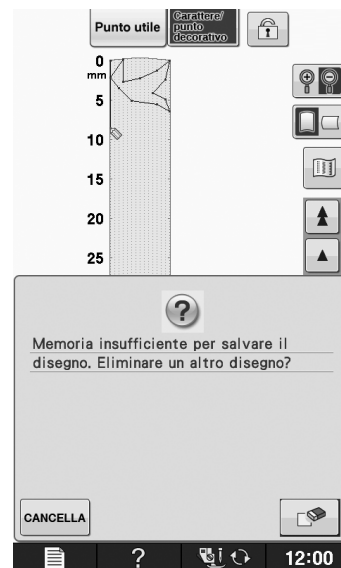 Punto utile
Carattere/
punto
decorativo
0
mm
5
10
15
20
25
?
Memoria insufficiente per salvare il
disegno. Eliminare un altro disegno?
CANCELLA
?
12:00